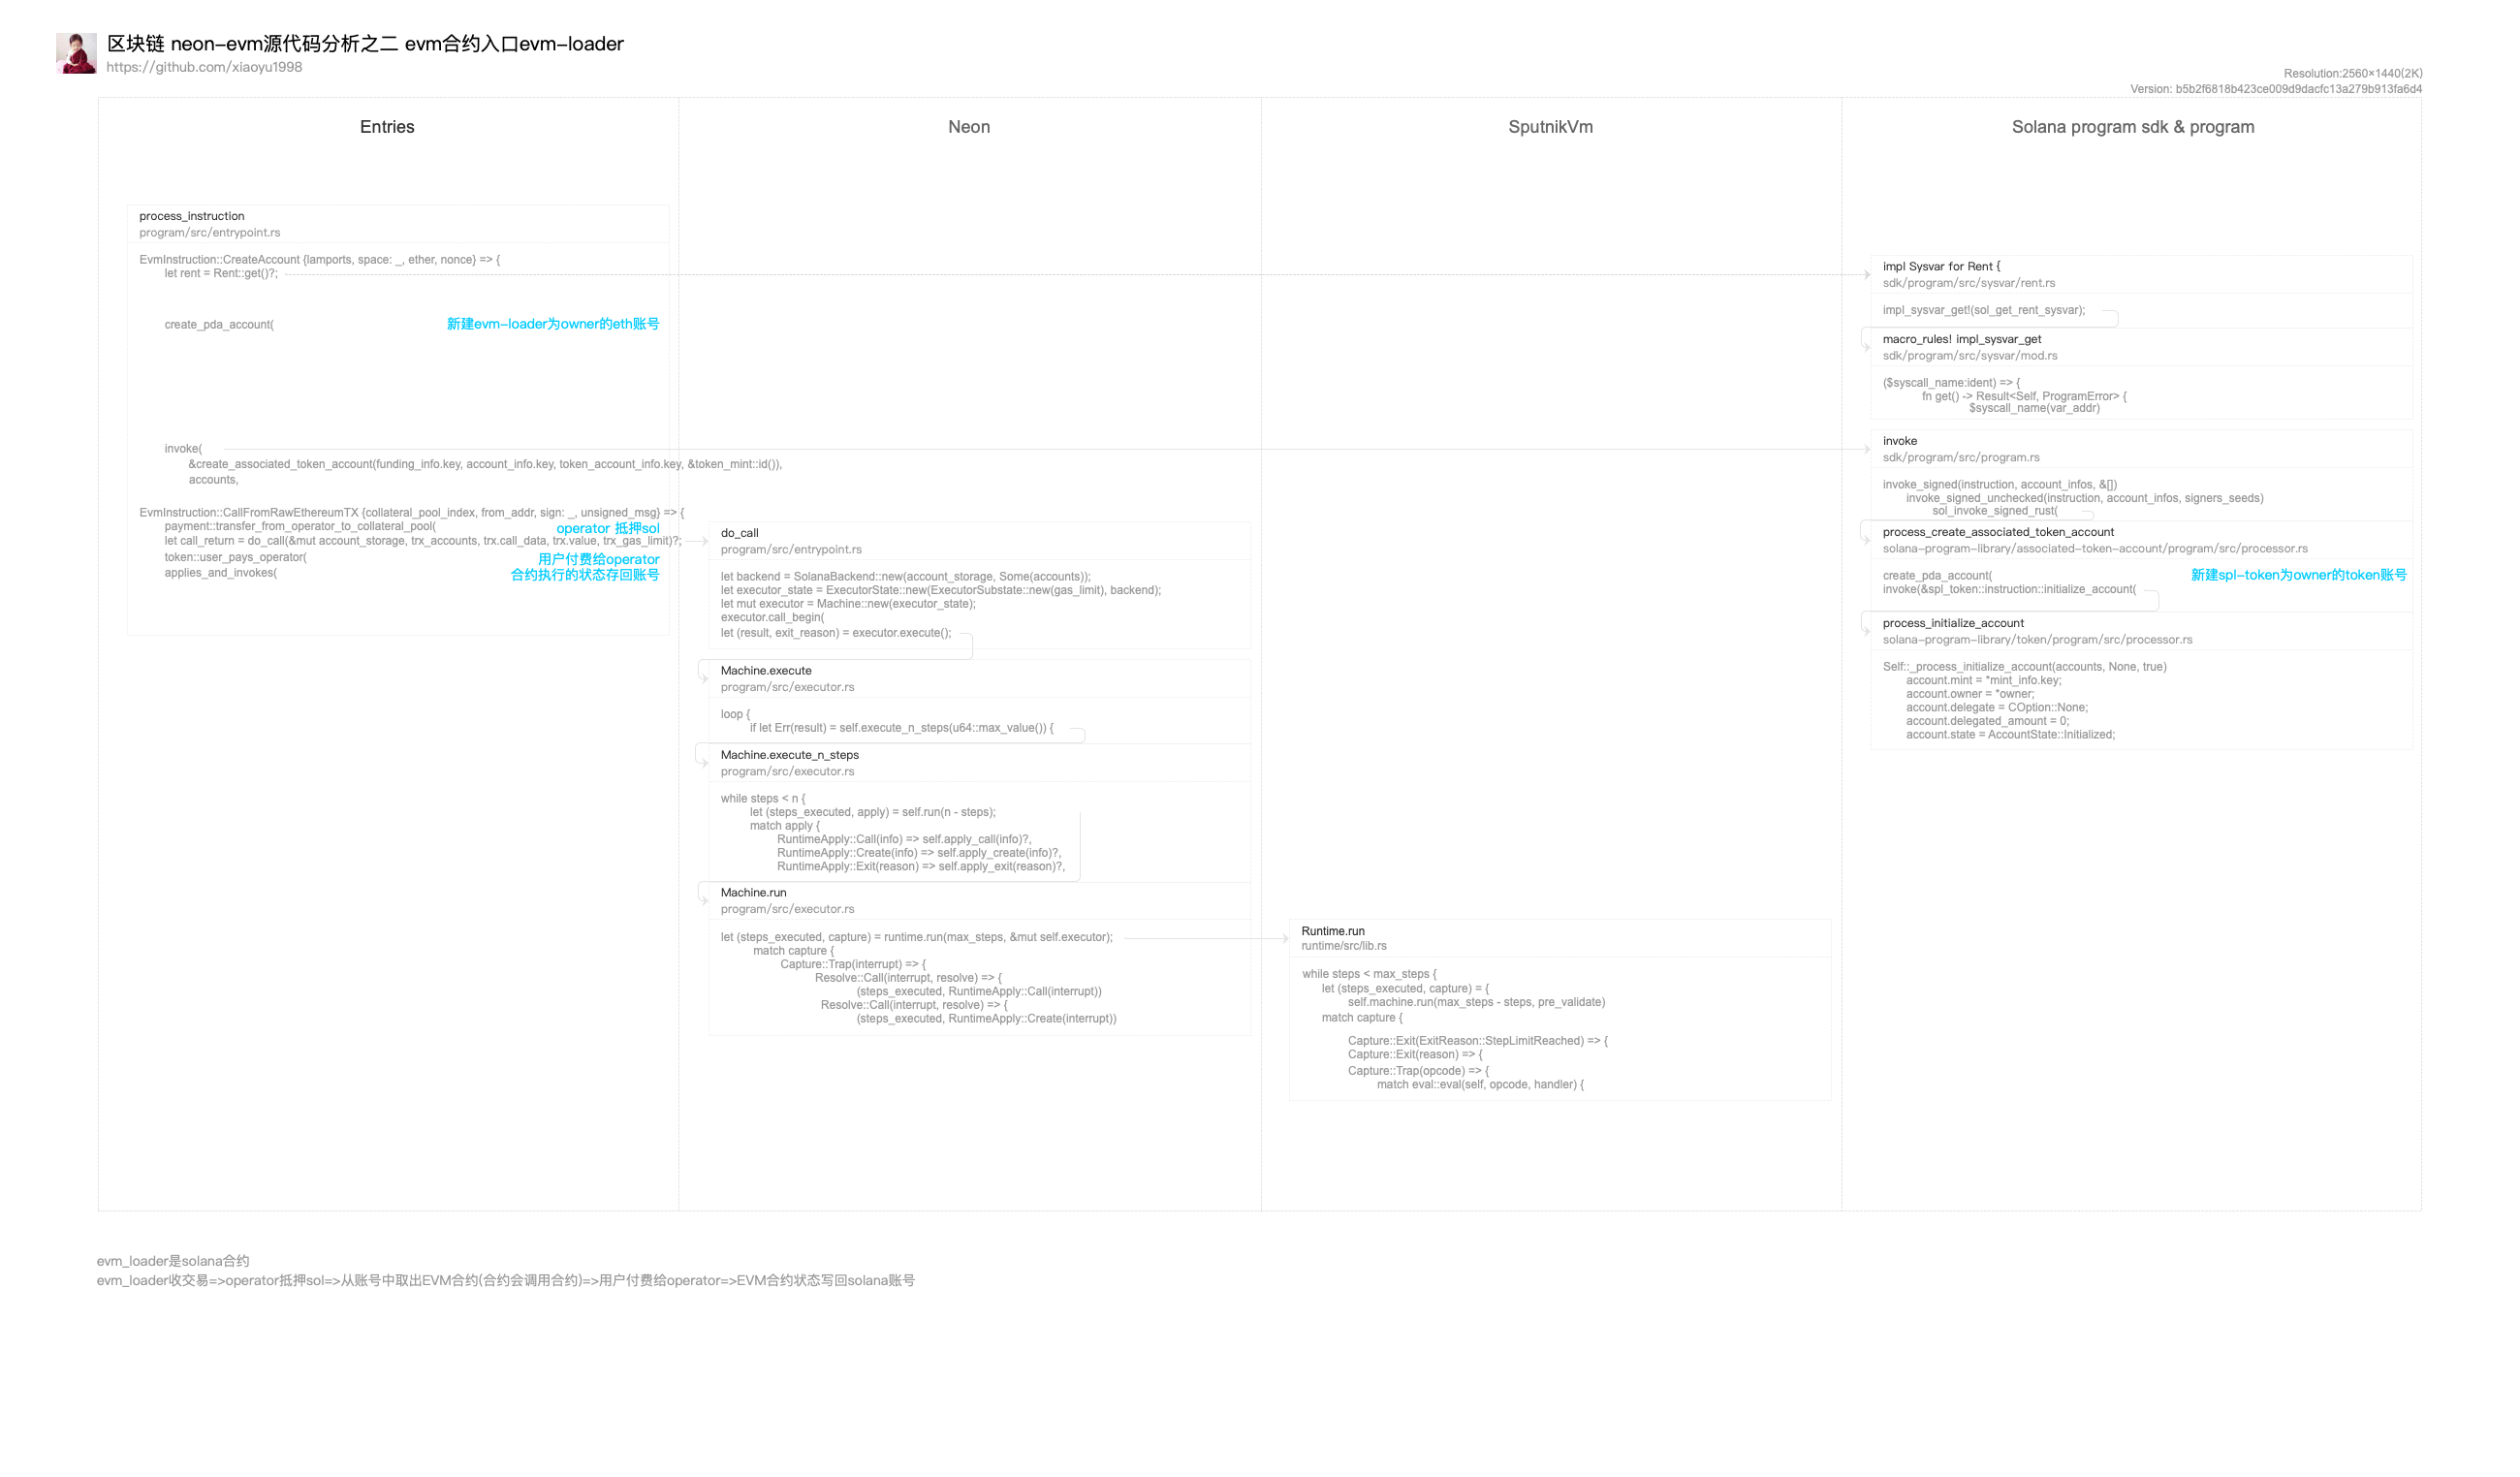 区块链 neon-evm源代码分析之二 evm合约入口evm-loader
https://github.com/xiaoyu1998
Resolution:2560×1440(2K)
Version: b5b2f6818b423ce009d9dacfc13a279b913fa6d4
Entries
process_instruction
program/src/entrypoint.rs
EvmInstruction::CreateAccount {lamports, space: _, ether, nonce} => {
let rent = Rent::get()?;
create_pda_account( 新建evm-loader为owner的eth账号
invoke(
&create_associated_token_account(funding_info.key, account_info.key, token_account_info.key, &token_mint::id()),
accounts,
EvmInstruction::CallFromRawEthereumTX {collateral_pool_index, from_addr, sign: _, unsigned_msg} => {
payment::transfer_from_operator_to_collateral_pool( operator 抵押sol
let call_return = do_call(&mut account_storage, trx_accounts, trx.call_data, trx.value, trx_gas_limit)?;
token::user_pays_operator( 用户付费给operator
applies_and_invokes( 合约执行的状态存回账号
Neon
do_call
program/src/entrypoint.rs
let backend = SolanaBackend::new(account_storage, Some(accounts));
let executor_state = ExecutorState::new(ExecutorSubstate::new(gas_limit), backend);
let mut executor = Machine::new(executor_state);
executor.call_begin(
let (result, exit_reason) = executor.execute();
Machine.execute
program/src/executor.rs
loop {
if let Err(result) = self.execute_n_steps(u64::max_value()) {
Machine.execute_n_steps
program/src/executor.rs
while steps < n {
let (steps_executed, apply) = self.run(n - steps);
match apply {
RuntimeApply::Call(info) => self.apply_call(info)?,
RuntimeApply::Create(info) => self.apply_create(info)?,
RuntimeApply::Exit(reason) => self.apply_exit(reason)?,
Machine.run
program/src/executor.rs
let (steps_executed, capture) = runtime.run(max_steps, &mut self.executor);
match capture {
Capture::Trap(interrupt) => {
Resolve::Call(interrupt, resolve) => {
(steps_executed, RuntimeApply::Call(interrupt))
Resolve::Call(interrupt, resolve) => {
(steps_executed, RuntimeApply::Create(interrupt))
SputnikVm
Runtime.run
runtime/src/lib.rs
while steps < max_steps {
let (steps_executed, capture) = {
self.machine.run(max_steps - steps, pre_validate)
match capture {
Capture::Exit(ExitReason::StepLimitReached) => {
Capture::Exit(reason) => {
Capture::Trap(opcode) => {
match eval::eval(self, opcode, handler) {
Solana program sdk & program
impl Sysvar for Rent {
sdk/program/src/sysvar/rent.rs
impl_sysvar_get!(sol_get_rent_sysvar);
macro_rules! impl_sysvar_get
sdk/program/src/sysvar/mod.rs
($syscall_name:ident) => {
fn get() -> Result<Self, ProgramError> {
$syscall_name(var_addr)
invoke
sdk/program/src/program.rs
invoke_signed(instruction, account_infos, &[])
invoke_signed_unchecked(instruction, account_infos, signers_seeds)
sol_invoke_signed_rust(
process_create_associated_token_account
solana-program-library/associated-token-account/program/src/processor.rs
create_pda_account( 新建spl-token为owner的token账号
invoke(&spl_token::instruction::initialize_account(
process_initialize_account
solana-program-library/token/program/src/processor.rs
Self::_process_initialize_account(accounts, None, true)
account.mint = *mint_info.key;
account.owner = *owner;
account.delegate = COption::None;
account.delegated_amount = 0;
account.state = AccountState::Initialized;
evm_loader是solana合约
evm_loader收交易=>operator抵押sol=>从账号中取出EVM合约(合约会调用合约)=>用户付费给operator=>EVM合约状态写回solana账号